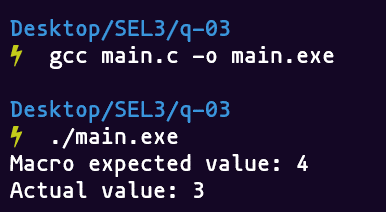 Desktop/SEL3/q-03
⚡ gcc main.c -o main.exe
Desktop/SEL3/q-03
⚡ ./main.exe
Macro expected value: 4
Actual value: 3